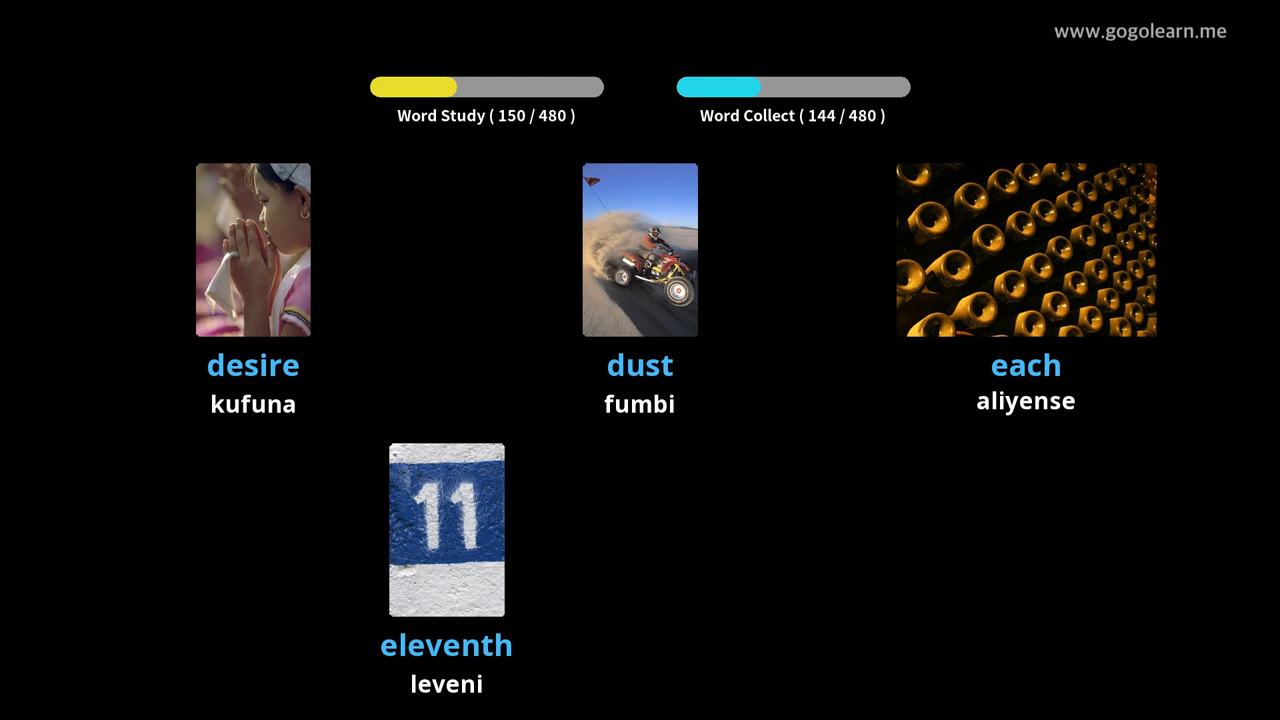 www.gogolearn.me
Word Study ( 150 / 480 )
Word Collect ( 144 / 480 )
desire
kufuna
dust
fumbi
each
aliyense
11
eleventh
leveni